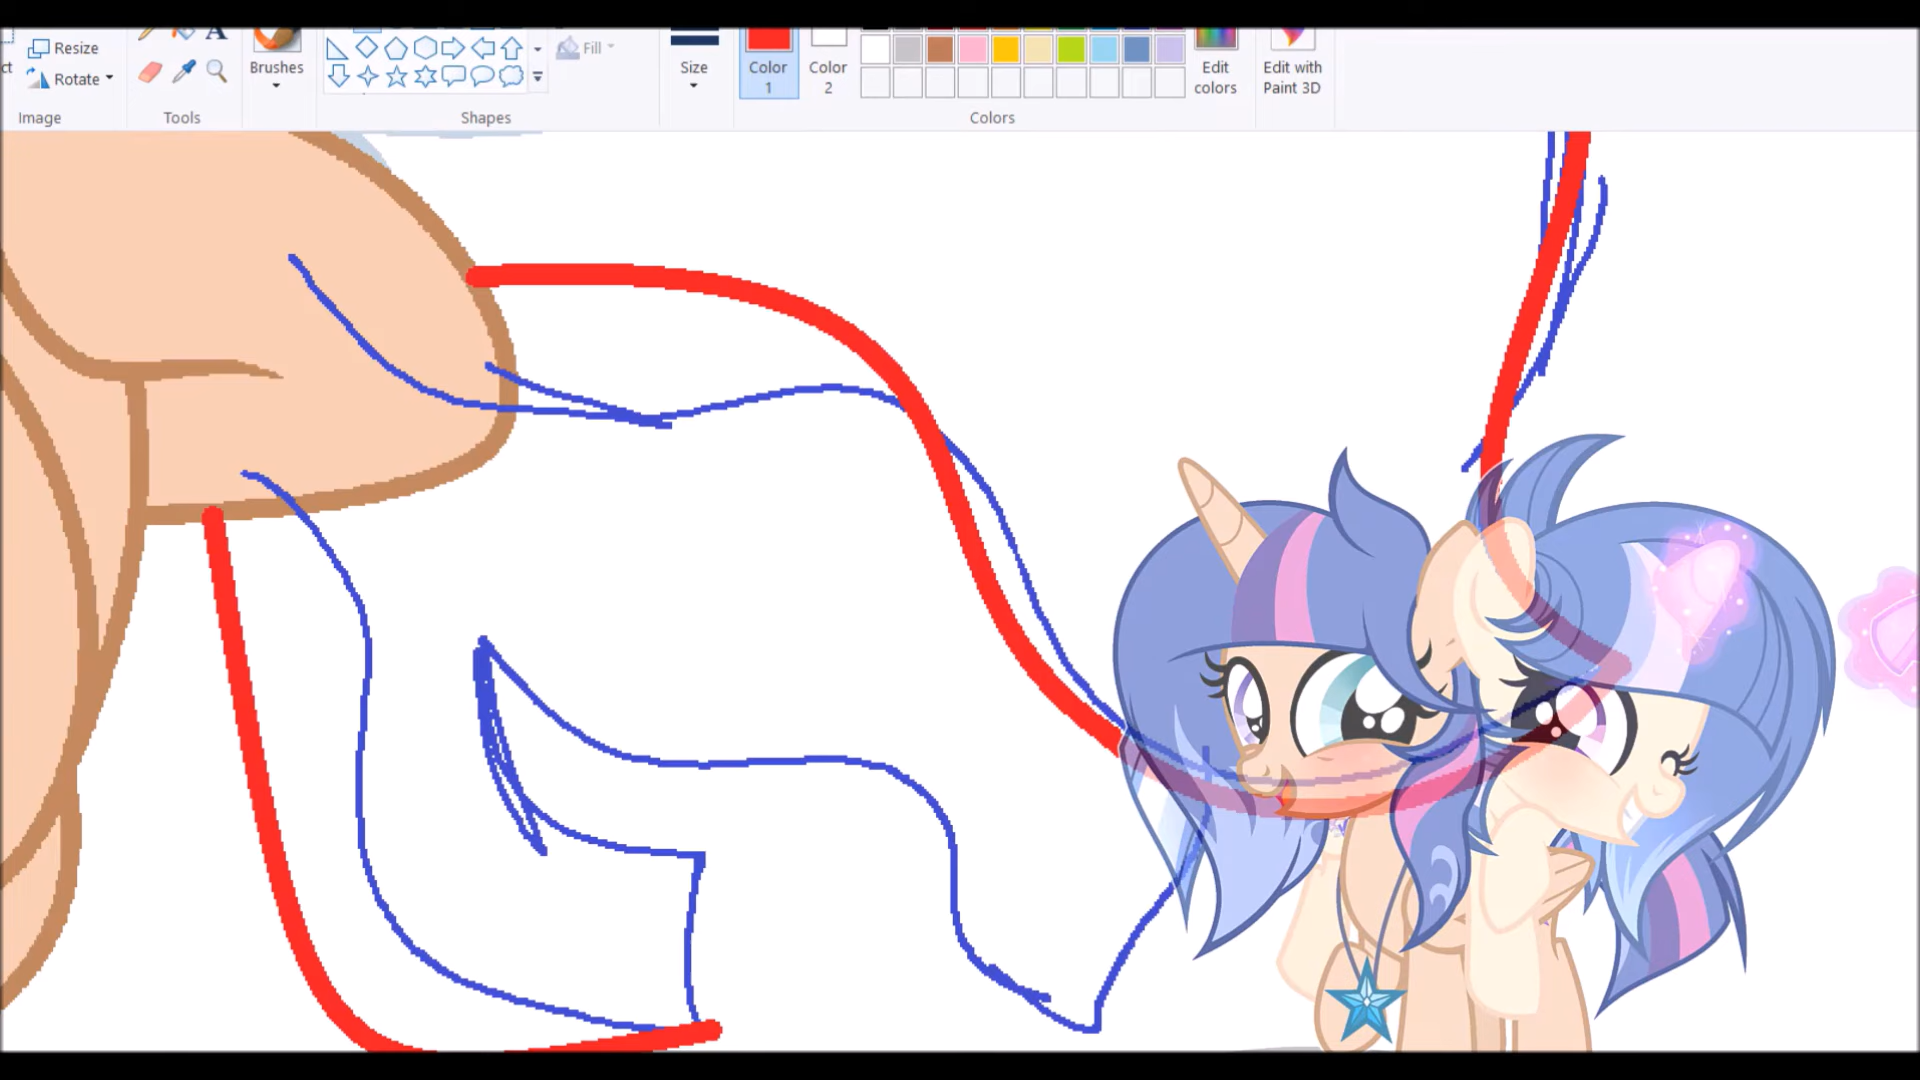 Resize
ct
Rotate
Image
A
Tools
Brushes
Shapes
Fill
Size
Color
1
Color
2
Edit
colors
Edit with
Paint 3D
Colors